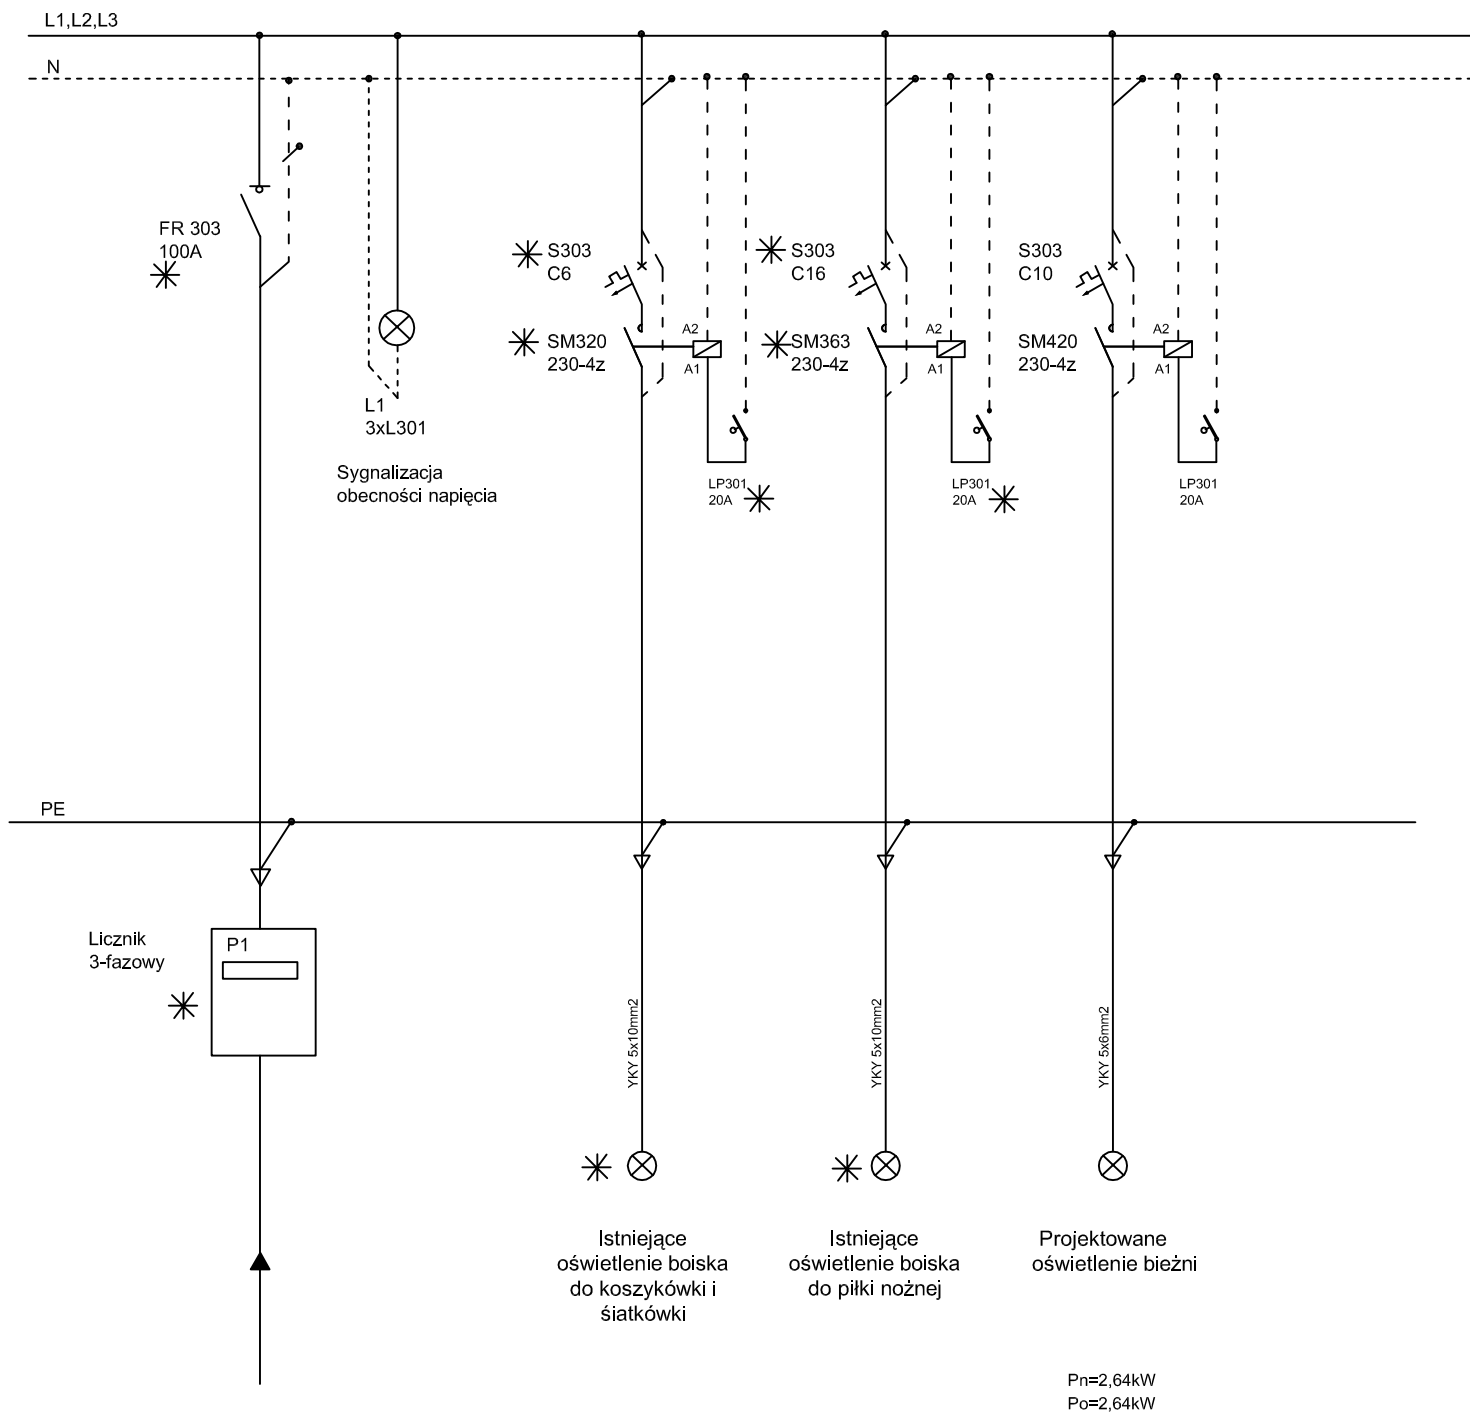 L1,L2,L3
N
FR 303
100A
L1
3xL301
Sygnalizacja
obecności napięcia
S303
C6
SM320
230-4z
A2
A1
LP301
20A
S303
C16
SM363
230-4z
A2
A1
LP301
20A
S303
C10
SM420
230-4z
A2
A1
LP301
20A
PE
Licznik
3-fazowy
P1
YKY 5x10mm2
YKY 5x10mm2
YKY 5x6mm2
Istniejące
oświetlenie boiska
do koszykówki i
śiatkówki
Istniejące
oświetlenie boiska
do piłki nożnej
Projektowane
oświetlenie bieżni
Pn=2,64kW
Po=2,64kW